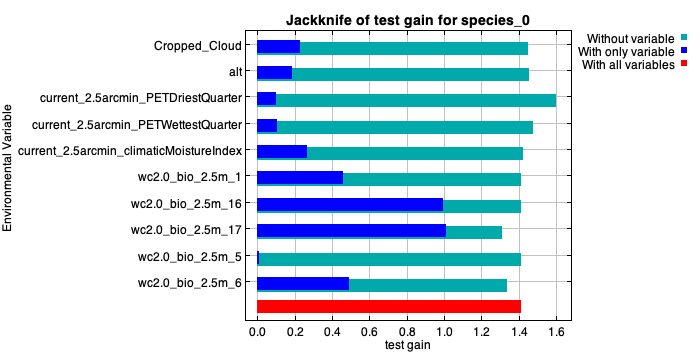 Jackknife of test gain for species_0
Without variable
With only variable
With all variables
Environmental Variable
Cropped_Cloud
alt
current_2.5arcmin_PETDriestQuarter
current_2.5arcmin_PETWettestQuarter
current_2.5arcmin_climaticMoistureIndex
wc2.0_bio_2.5m_1
wc2.0_bio_2.5m_16
wc2.0_bio_2.5m_17
wc2.0_bio_2.5m_5
wc2.0_bio_2.5m_6
0.0 0.2 0.4 0.6 0.8 1.0 1.2 1.4 1.6
test gain